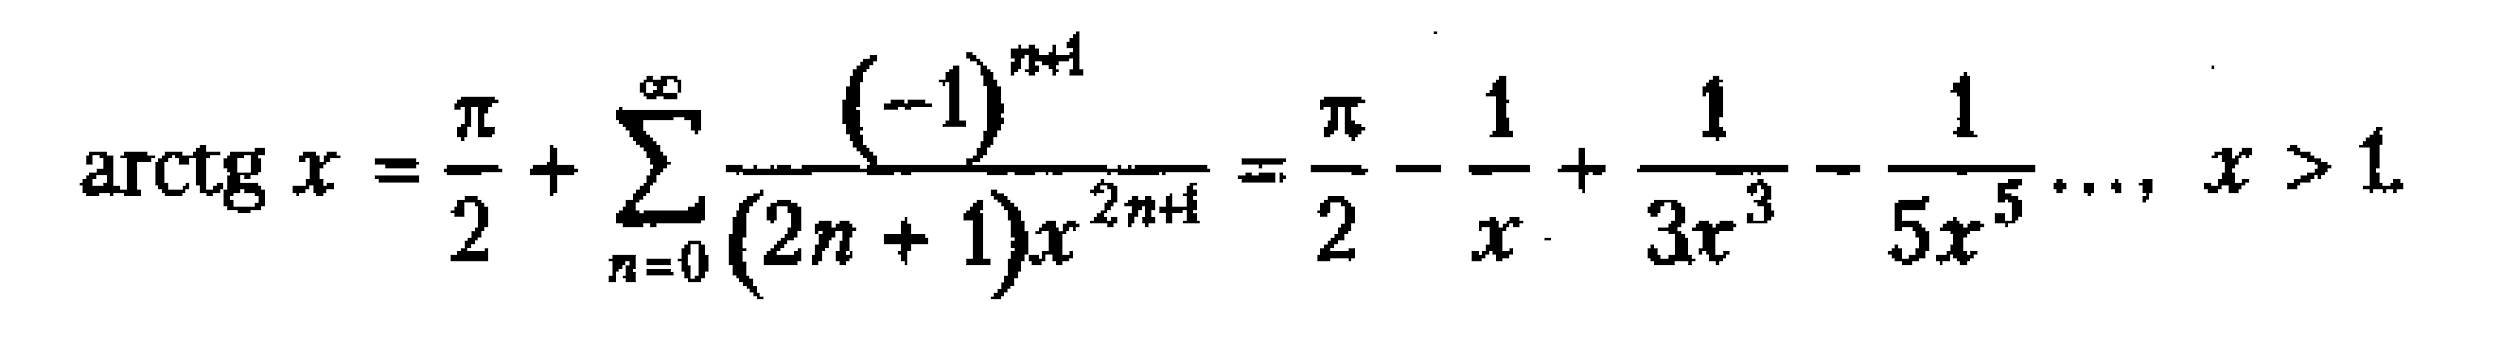 arctg x = π/2 + ∑_{n=0}^{∞} (-1)^{n+1}/((2n + 1)x^{2n+1}) = π/2 - 1/x + 1/(3x^3) - 1/(5x^5) ..., x > 1.